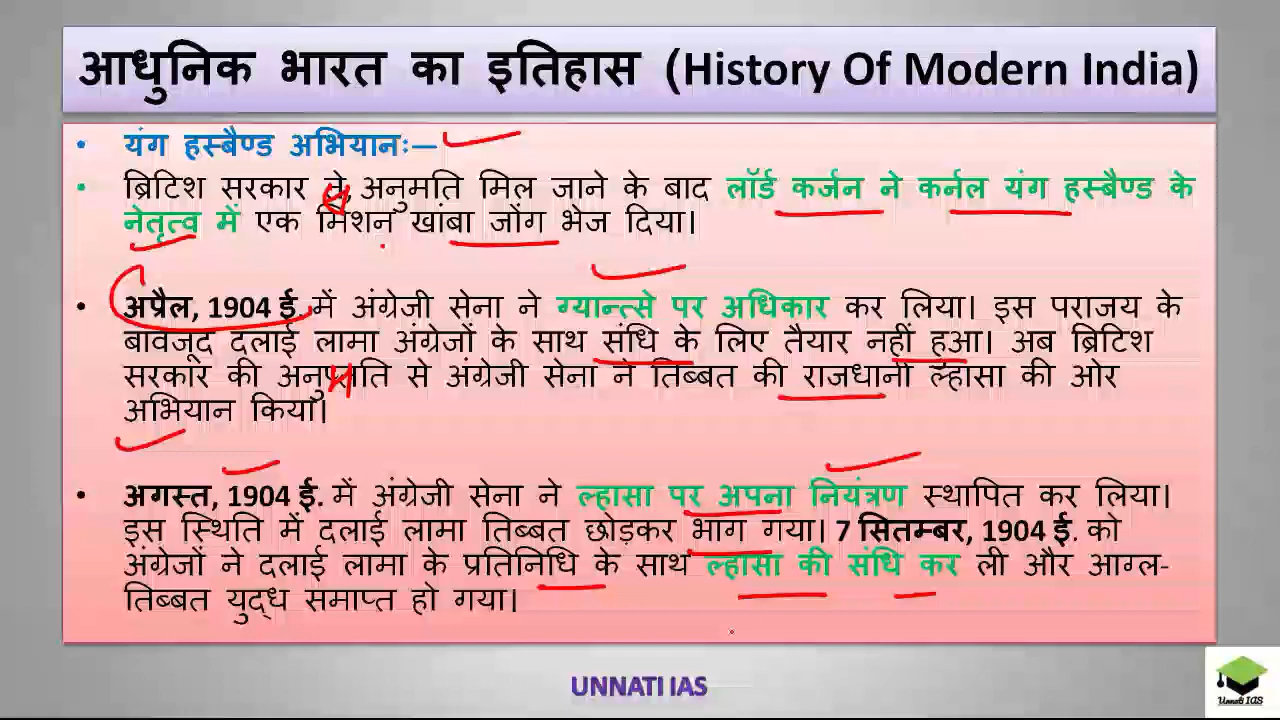 आधुनिक भारत का इतिहास (History Of Modern India)
• यंग हस्बैण्ड अभियानः—
• ब्रिटिश सरकार अनुमति मिल जाने के बाद लॉर्ड कर्जन ने कर्नल यंग हस्बैण्ड के
नेतृत्व में एक मिशन खांबा जोंग भेज दिया।
• अप्रैल, 1904 ई. में अंग्रेजी सेना ने ग्यान्त्से पर अधिकार कर लिया। इस पराजय के
बावजूद दलाई लामा अंग्रेजों के साथ संधि के लिए तैयार नहीं हुआ। अब ब्रिटिश
सरकार की से अंग्रेजी सेना ने तिब्बत की राजधानी ल्हासा की ओर
अभियान किया।
• अगस्त, 1904 ई. में अंग्रेजी सेना ने ल्हासा पर अपना नियंत्रण स्थापित कर लिया।
इस स्थिति में दलाई लामा तिब्बत छोड़कर भाग गया। 7 सितम्बर, 1904 ई. को
अंग्रेजों ने दलाई लामा के प्रतिनिधि के साथ ल्हासा की संधि कर ली और आग्ल-
तिब्बत युद्ध समाप्त हो गया।
UNNATI IAS
Unnati IAS